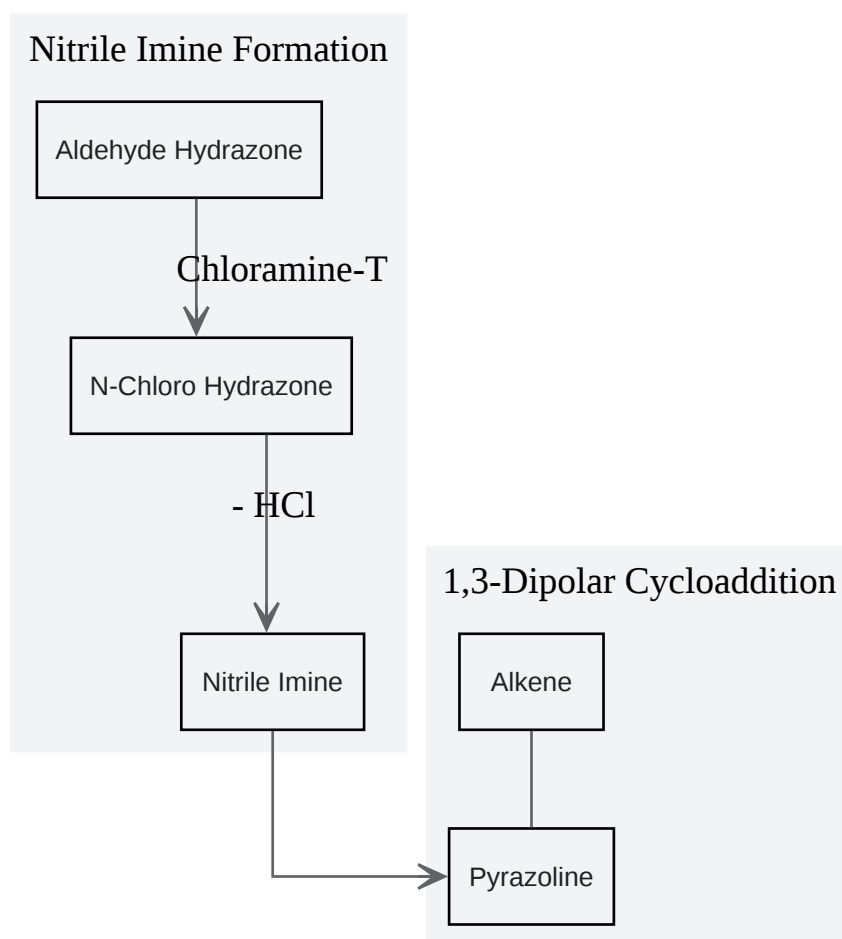 Nitrile Imine Formation
Aldehyde Hydrazone
Chloramine-T
N-Chloro Hydrazone
- HCl
1,3-Dipolar Cycloaddition
Nitrile Imine
Alkene
Pyrazoline